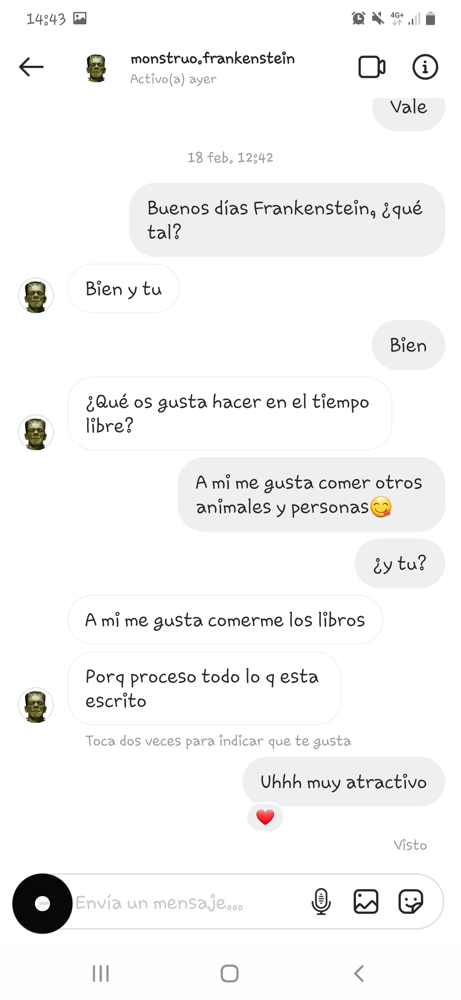 14:43
4G+
monstruo.frankenstein
Activo(a) ayer
Vale
18 feb. 12:42
Buenos días Frankenstein, ¿qué
tal?
Bien y tu
Bien
¿Qué os gusta hacer en el tiempo
libre?
A mi me gusta comer otros
animales y personas😋
¿y tu?
A mi me gusta comerme los libros
Porq proceso todo lo q esta
escrito
Toca dos veces para indicar que te gusta
Uhhh muy atractivo
❤️
Visto
Envía un mensaje...